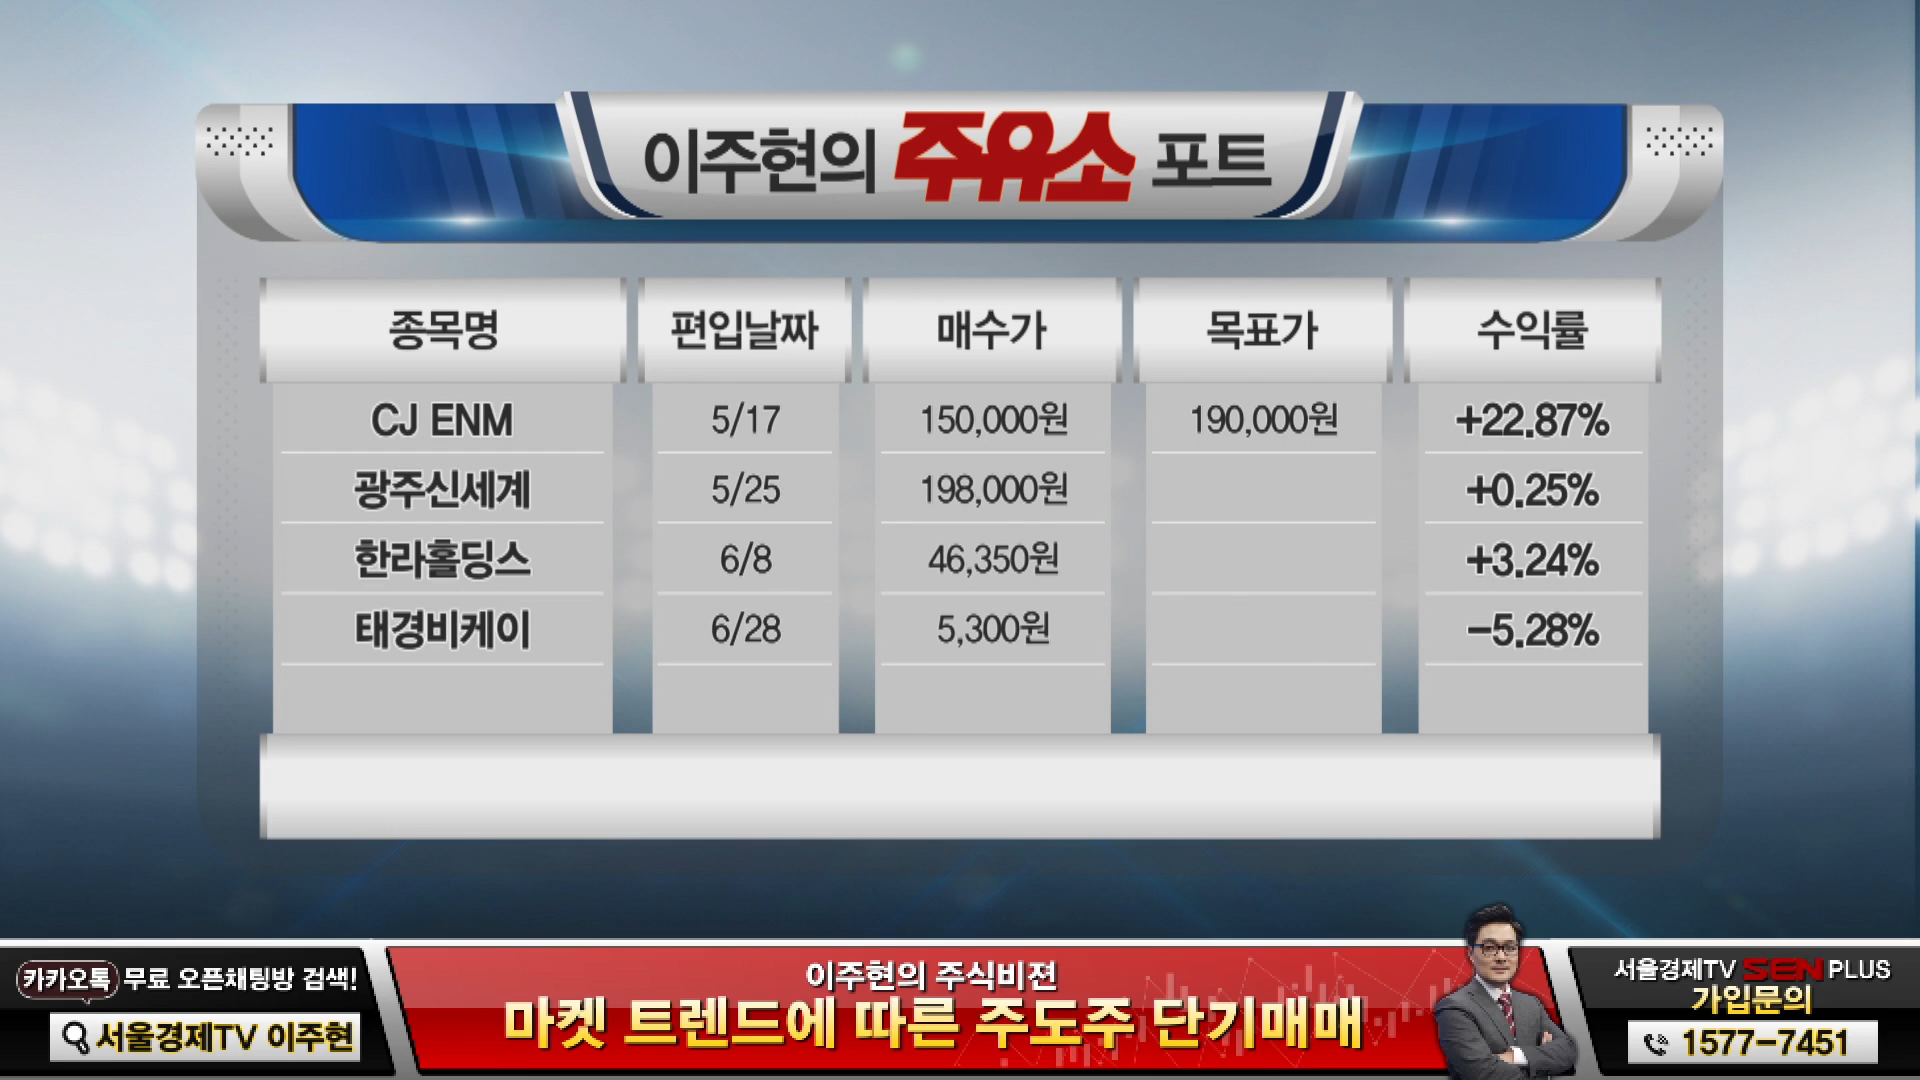 이주현의 주유소 포트
종목명 편입날짜 매수가 목표가 수익률
CJ ENM 5/17 150,000원 190,000원 +22.87%
광주신세계 5/25 198,000원 +0.25%
한라홀딩스 6/8 46,350원 +3.24%
태경비케이 6/28 5,300원 -5.28%
카카오톡 무료 오픈채팅방 검색!
서울경제TV 이주현
이주현의 주식비젼
마켓 트렌드에 따른 주도주 단기매매
서울경제TV SEN PLUS
가입문의
1577-7451